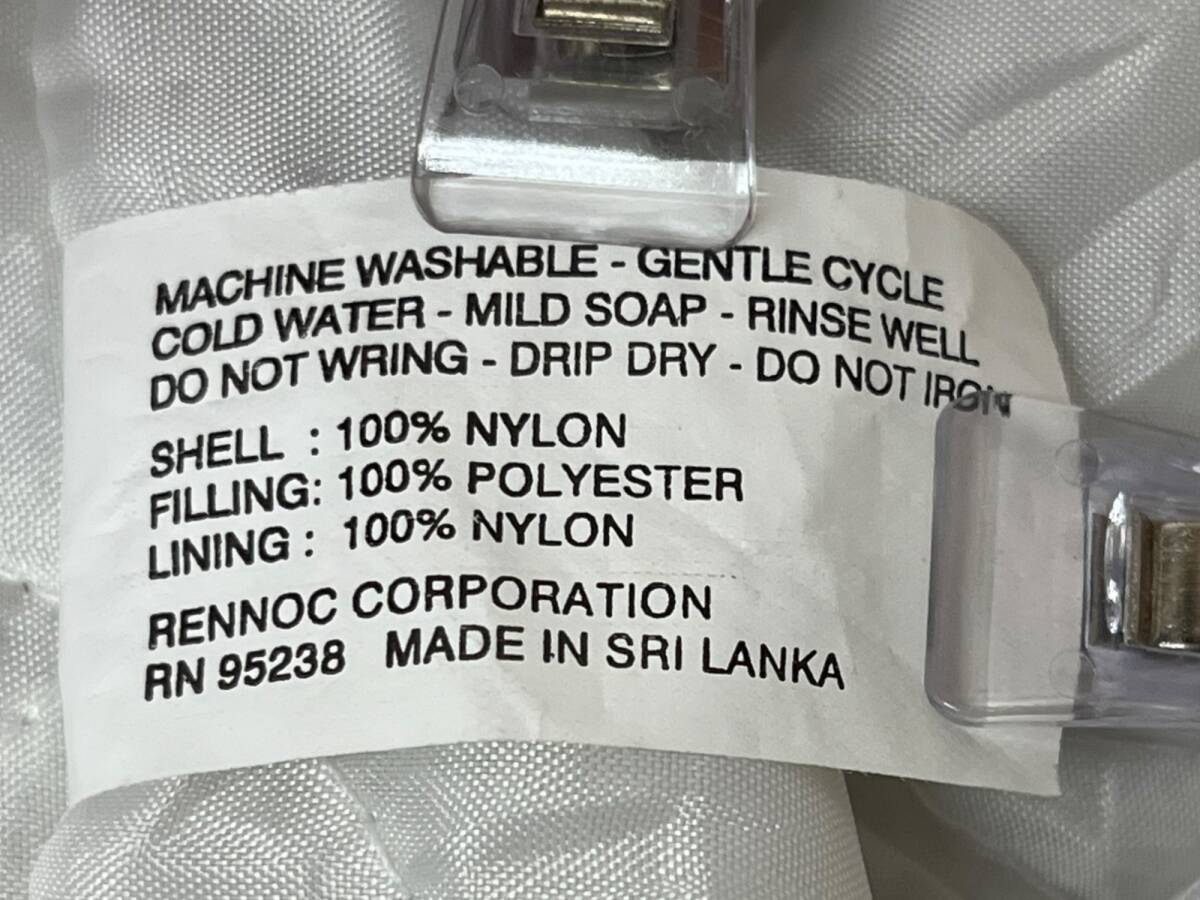 MACHINE WASHABLE - GENTLE CYCLE
COLD WATER - MILD SOAP - RINSE WELL
DO NOT WRING - DRIP DRY - DO NOT IRON
SHELL : 100% NYLON
FILLING: 100% POLYESTER
LINING : 100% NYLON
RENNOC CORPORATION
RN 95238 MADE IN SRI LANKA